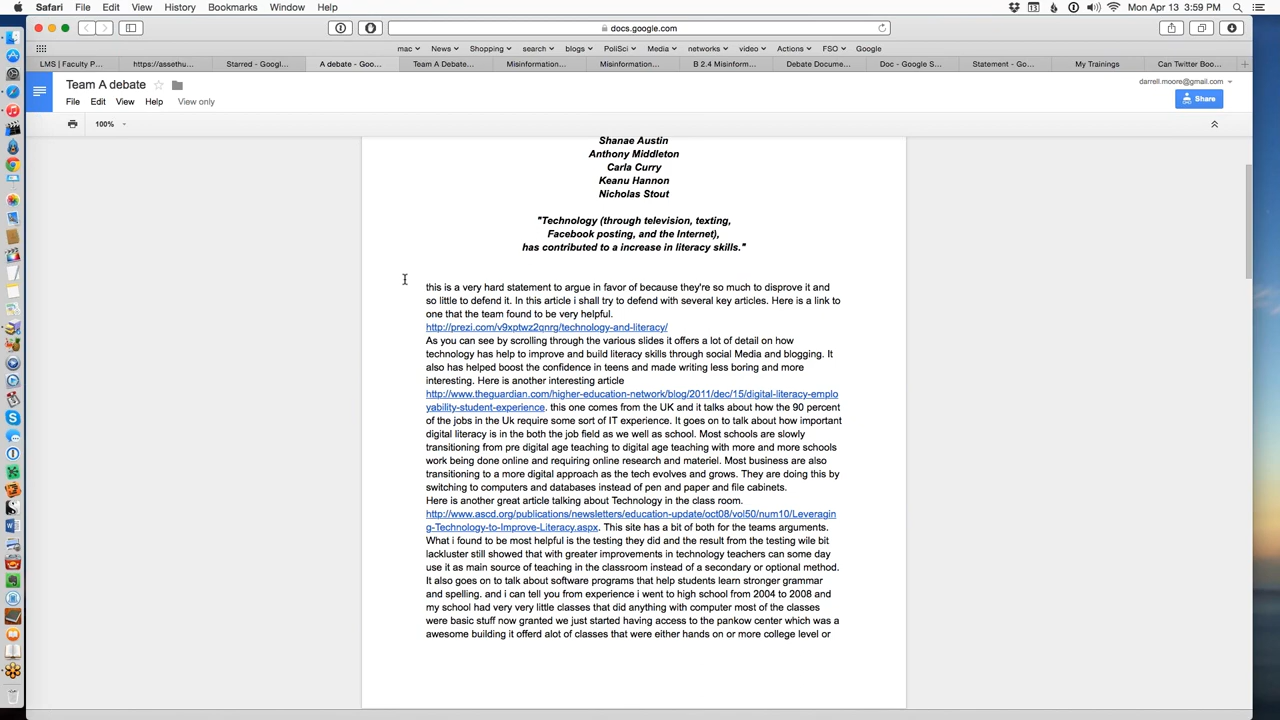 Safari File Edit View History Bookmarks Window Help Mon Apr 13 3:59 PM
docs.google.com
mac News Shopping search blogs PoliSci Media networks video Actions FSO Google
LMS | Faculty P... https://assethu... Starred - Googl... A debate - Goo... Team A Debate... Misinformation... Misinformation... B 2.4 Misinform... Debate Docume... Doc - Google S... Statement - Go... My Trainings Can Twitter Boo...
Team A debate
darrell.moore@gmail.com
File Edit View Help View only
Share
100%
Shanae Austin
Anthony Middleton
Carla Curry
Keanu Hannon
Nicholas Stout
"Technology (through television, texting,
Facebook posting, and the Internet),
has contributed to a increase in literacy skills."
this is a very hard statement to argue in favor of because they're so much to disprove it and
so little to defend it. In this article i shall try to defend with several key articles. Here is a link to
one that the team found to be very helpful.
http://prezi.com/v9xptwz2qnrg/technology-and-literacy/
As you can see by scrolling through the various slides it offers a lot of detail on how
technology has help to improve and build literacy skills through social Media and blogging. It
also has helped boost the confidence in teens and made writing less boring and more
interesting. Here is another interesting article
http://www.theguardian.com/higher-education-network/blog/2011/dec/15/digital-literacy-emplo
yability-student-experience. this one comes from the UK and it talks about how the 90 percent
of the jobs in the Uk require some sort of IT experience. It goes on to talk about how important
digital literacy is in the both the job field as we well as school. Most schools are slowly
transitioning from pre digital age teaching to digital age teaching with more and more schools
work being done online and requiring online research and materiel. Most business are also
transitioning to a more digital approach as the tech evolves and grows. They are doing this by
switching to computers and databases instead of pen and paper and file cabinets.
Here is another great article talking about Technology in the class room.
http://www.ascd.org/publications/newsletters/education-update/oct08/vol50/num10/Leveragin
g-Technology-to-Improve-Literacy.aspx. This site has a bit of both for the teams arguments.
What i found to be most helpful is the testing they did and the result from the testing wile bit
lackluster still showed that with greater improvements in technology teachers can some day
use it as main source of teaching in the classroom instead of a secondary or optional method.
It also goes on to talk about software programs that help students learn stronger grammar
and spelling. and i can tell you from experience i went to high school from 2004 to 2008 and
my school had very very little classes that did anything with computer most of the classes
were basic stuff now granted we just started having access to the pankow center which was a
awesome building it offerd alot of classes that were either hands on or more college level or